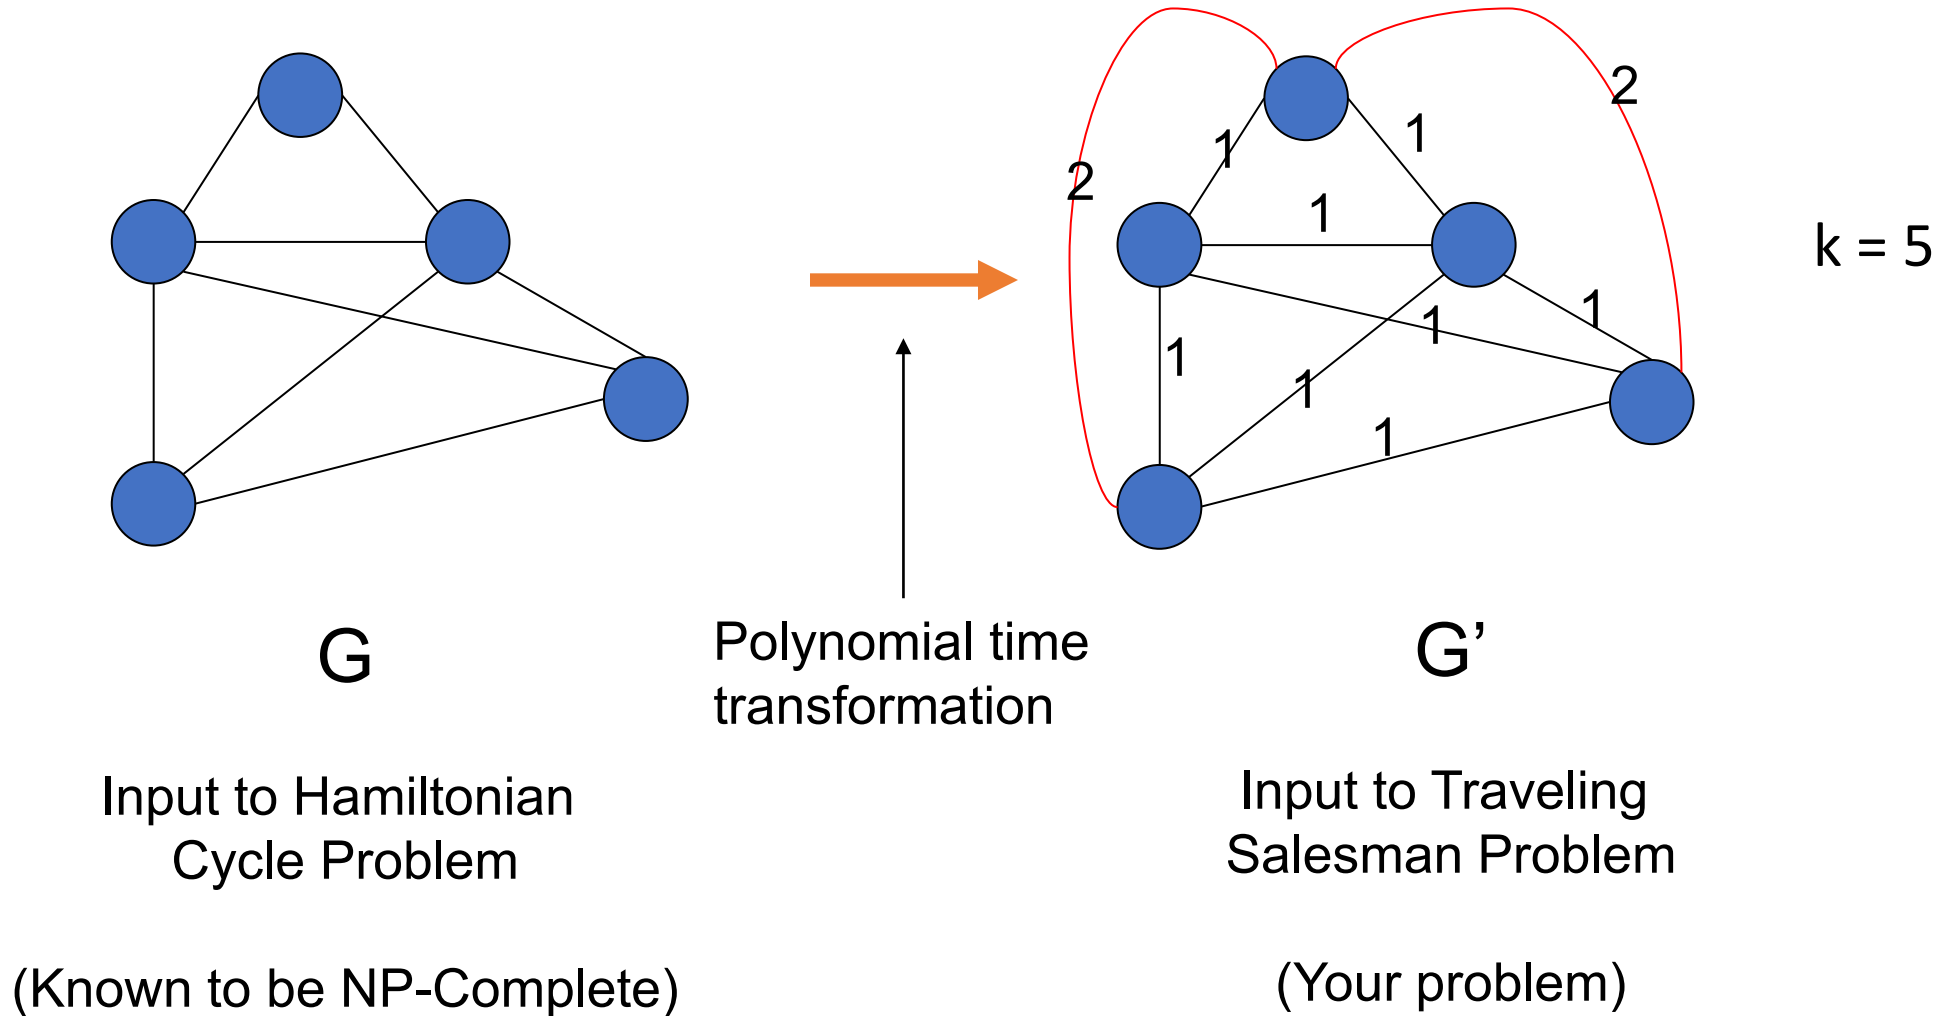 2
2
1
1
1
k = 5
1
1
1
1
1
G
Polynomial time
transformation
G’
Input to Hamiltonian
Cycle Problem
Input to Traveling
Salesman Problem
(Known to be NP-Complete)
(Your problem)